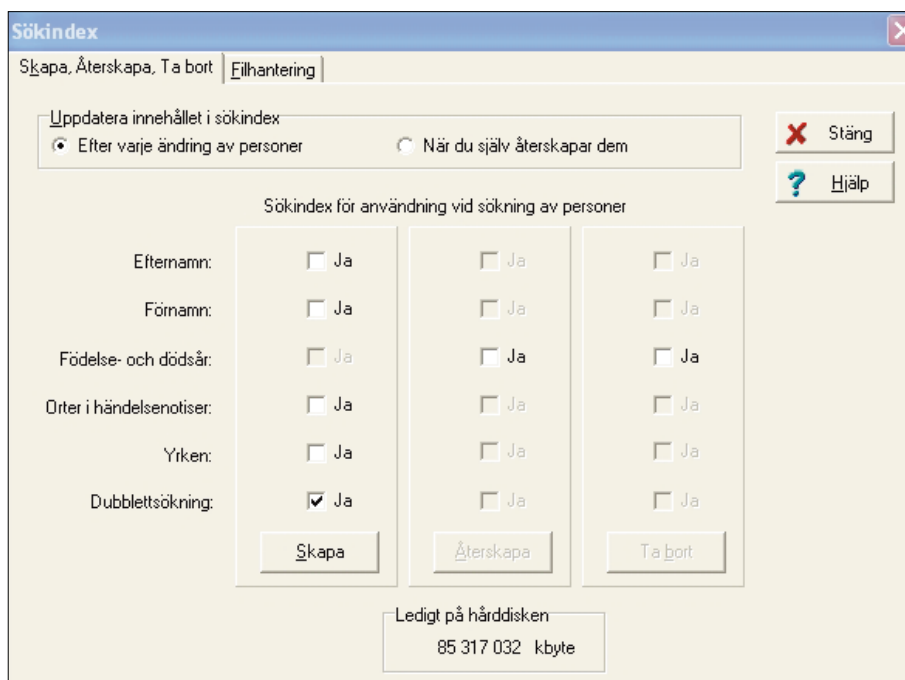 Sökindex
Skapa, Återskapa, Ta bort Filhantering
Uppdatera innehållet i sökindex
Efter varje ändring av personer När du själv återskapar dem
Stäng
Hjälp
Sökindex för användning vid sökning av personer
Efternamn: Ja Ja Ja
Förnamn: Ja Ja Ja
Födelse- och dödsår: Ja Ja Ja
Orter i händelsenotiser: Ja Ja Ja
Yrken: Ja Ja Ja
Dubblettsökning: Ja Ja Ja
Skapa Återskapa Ta bort
Ledigt på hårddisken
85 317 032 kbyte